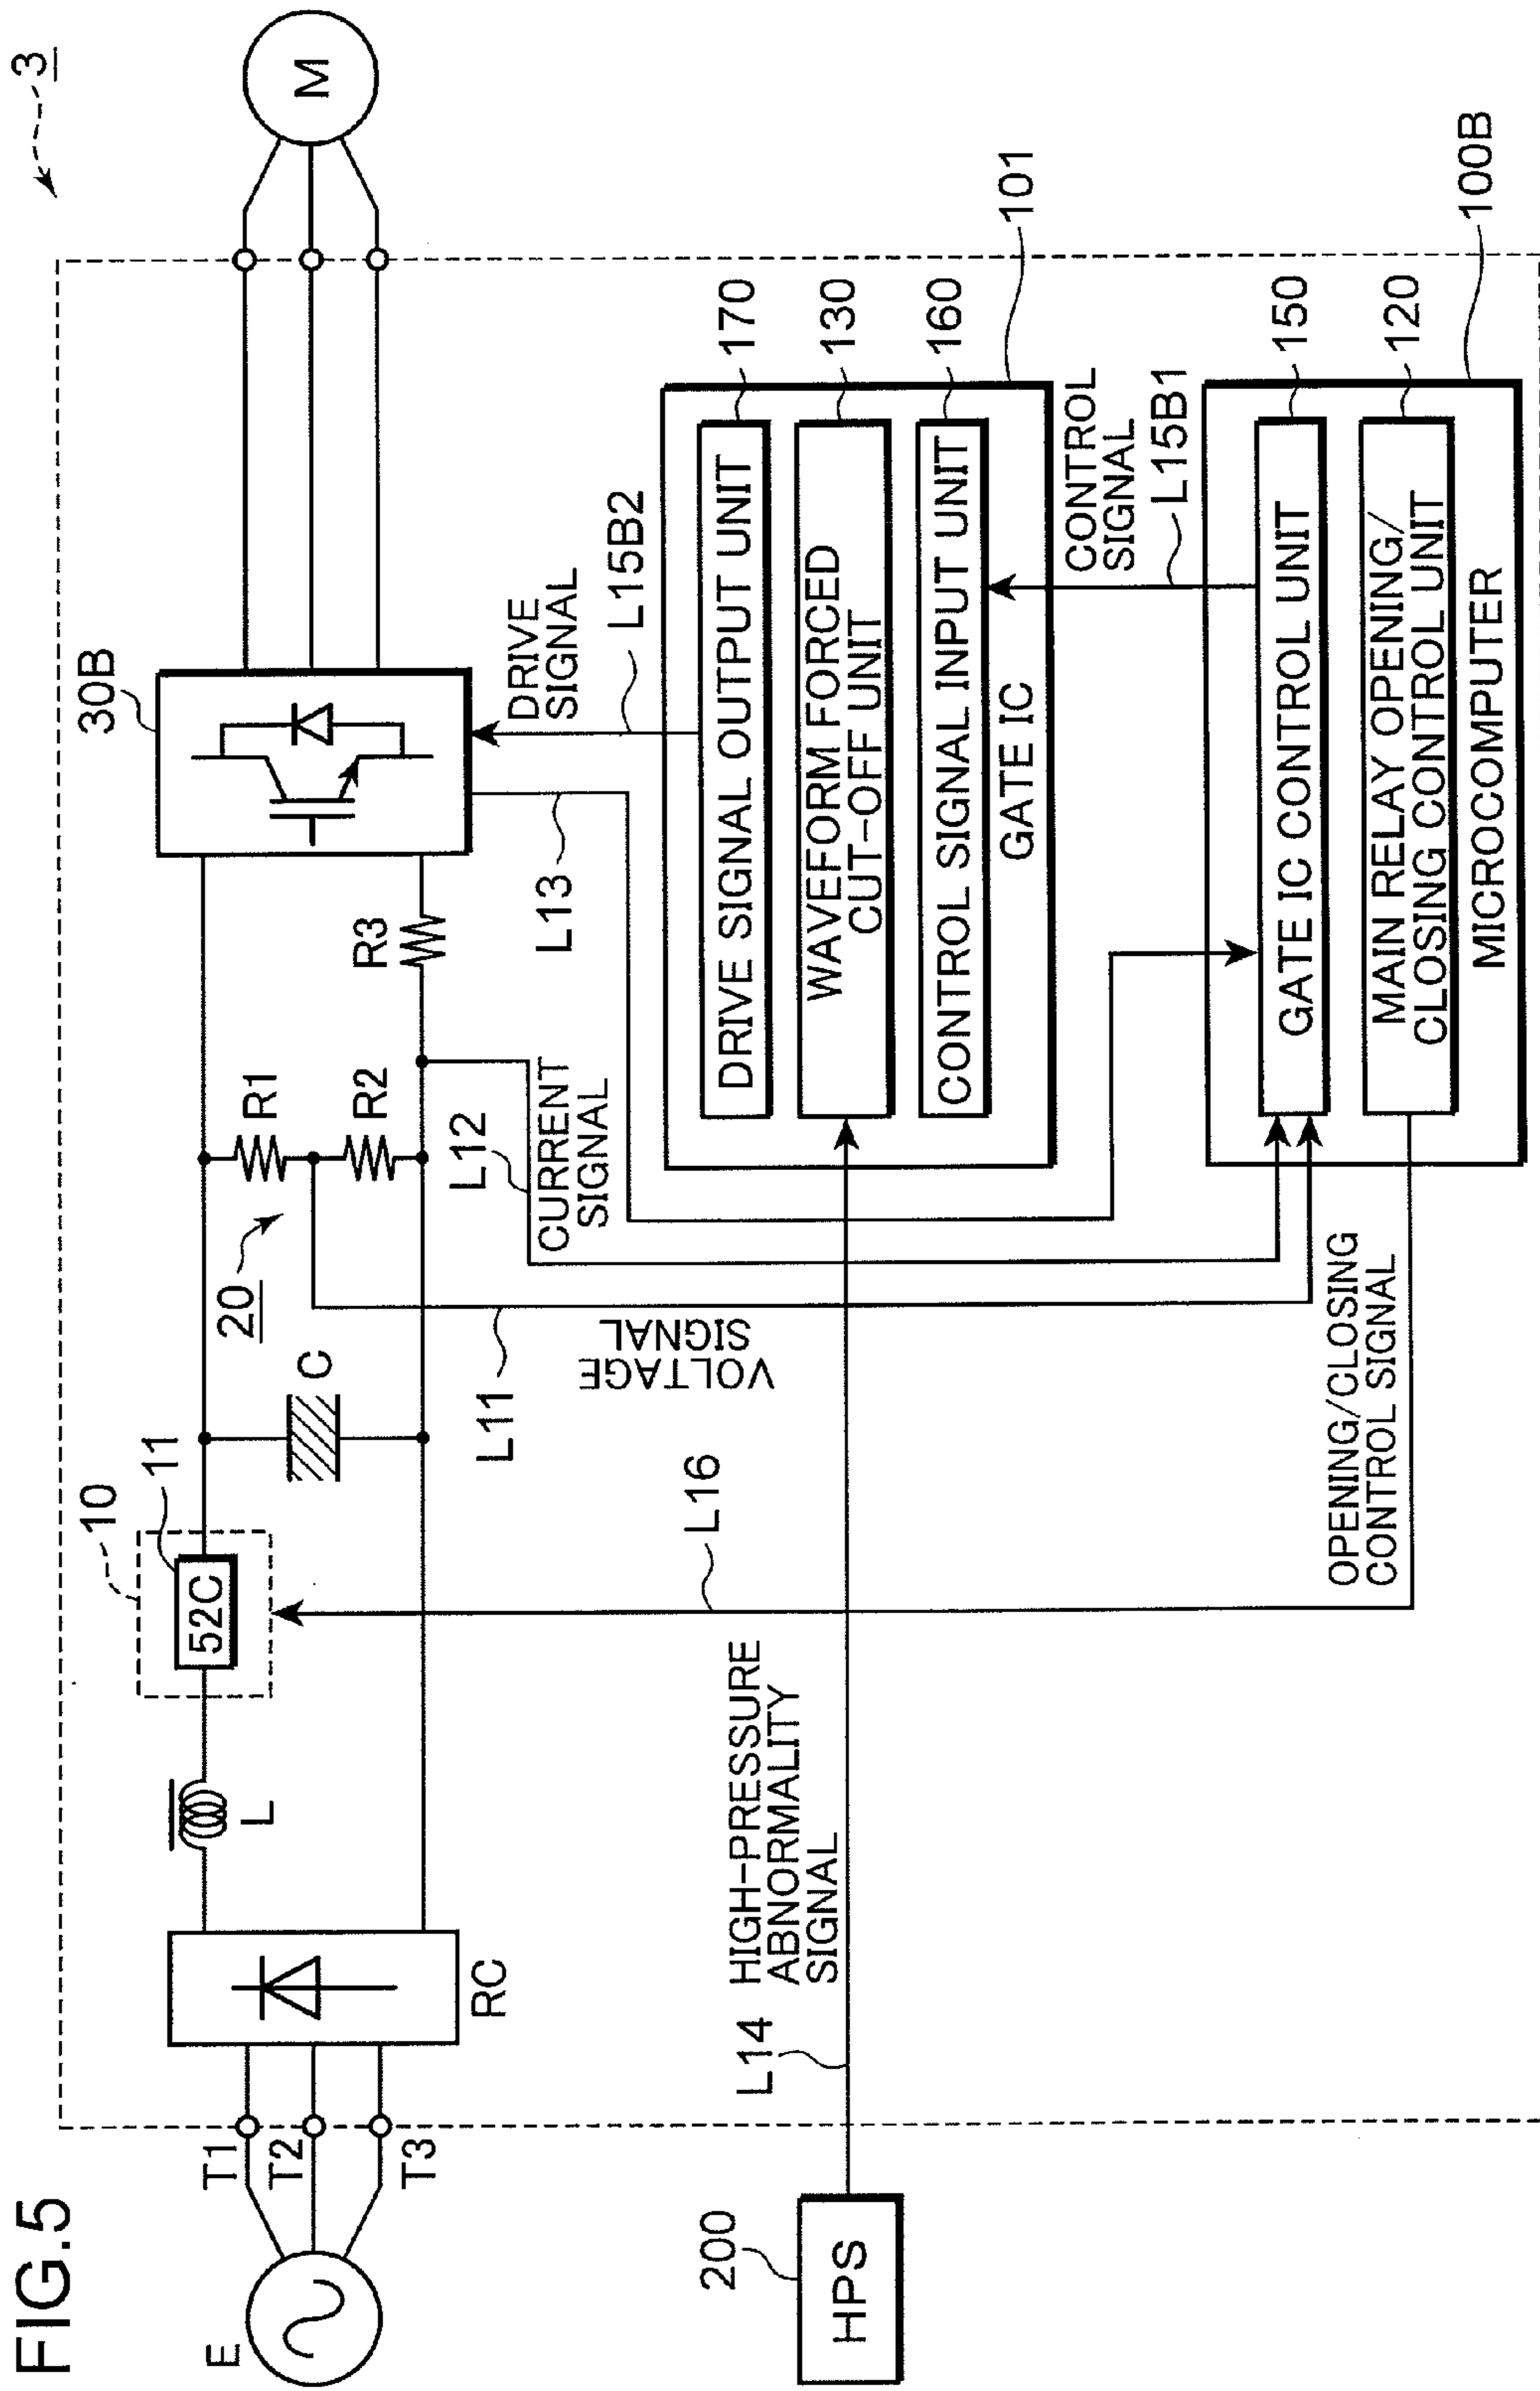 FIG.5
3
E
T1
T2
T3
RC
L
10
11
52C
C
20
R1
R2
R3
30B
M
L11
VOLTAGE
SIGNAL
L12
CURRENT
SIGNAL
L13
DRIVE
SIGNAL
L15B2
200
HPS
L14
HIGH-PRESSURE
ABNORMALITY
SIGNAL
L16
DRIVE SIGNAL OUTPUT UNIT
170
WAVEFORM FORCED
CUT-OFF UNIT
130
CONTROL SIGNAL INPUT UNIT
160
GATE IC
101
CONTROL
SIGNAL
L15B1
OPENING/CLOSING
CONTROL SIGNAL
GATE IC CONTROL UNIT
150
MAIN RELAY OPENING/
CLOSING CONTROL UNIT
120
MICROCOMPUTER
100B